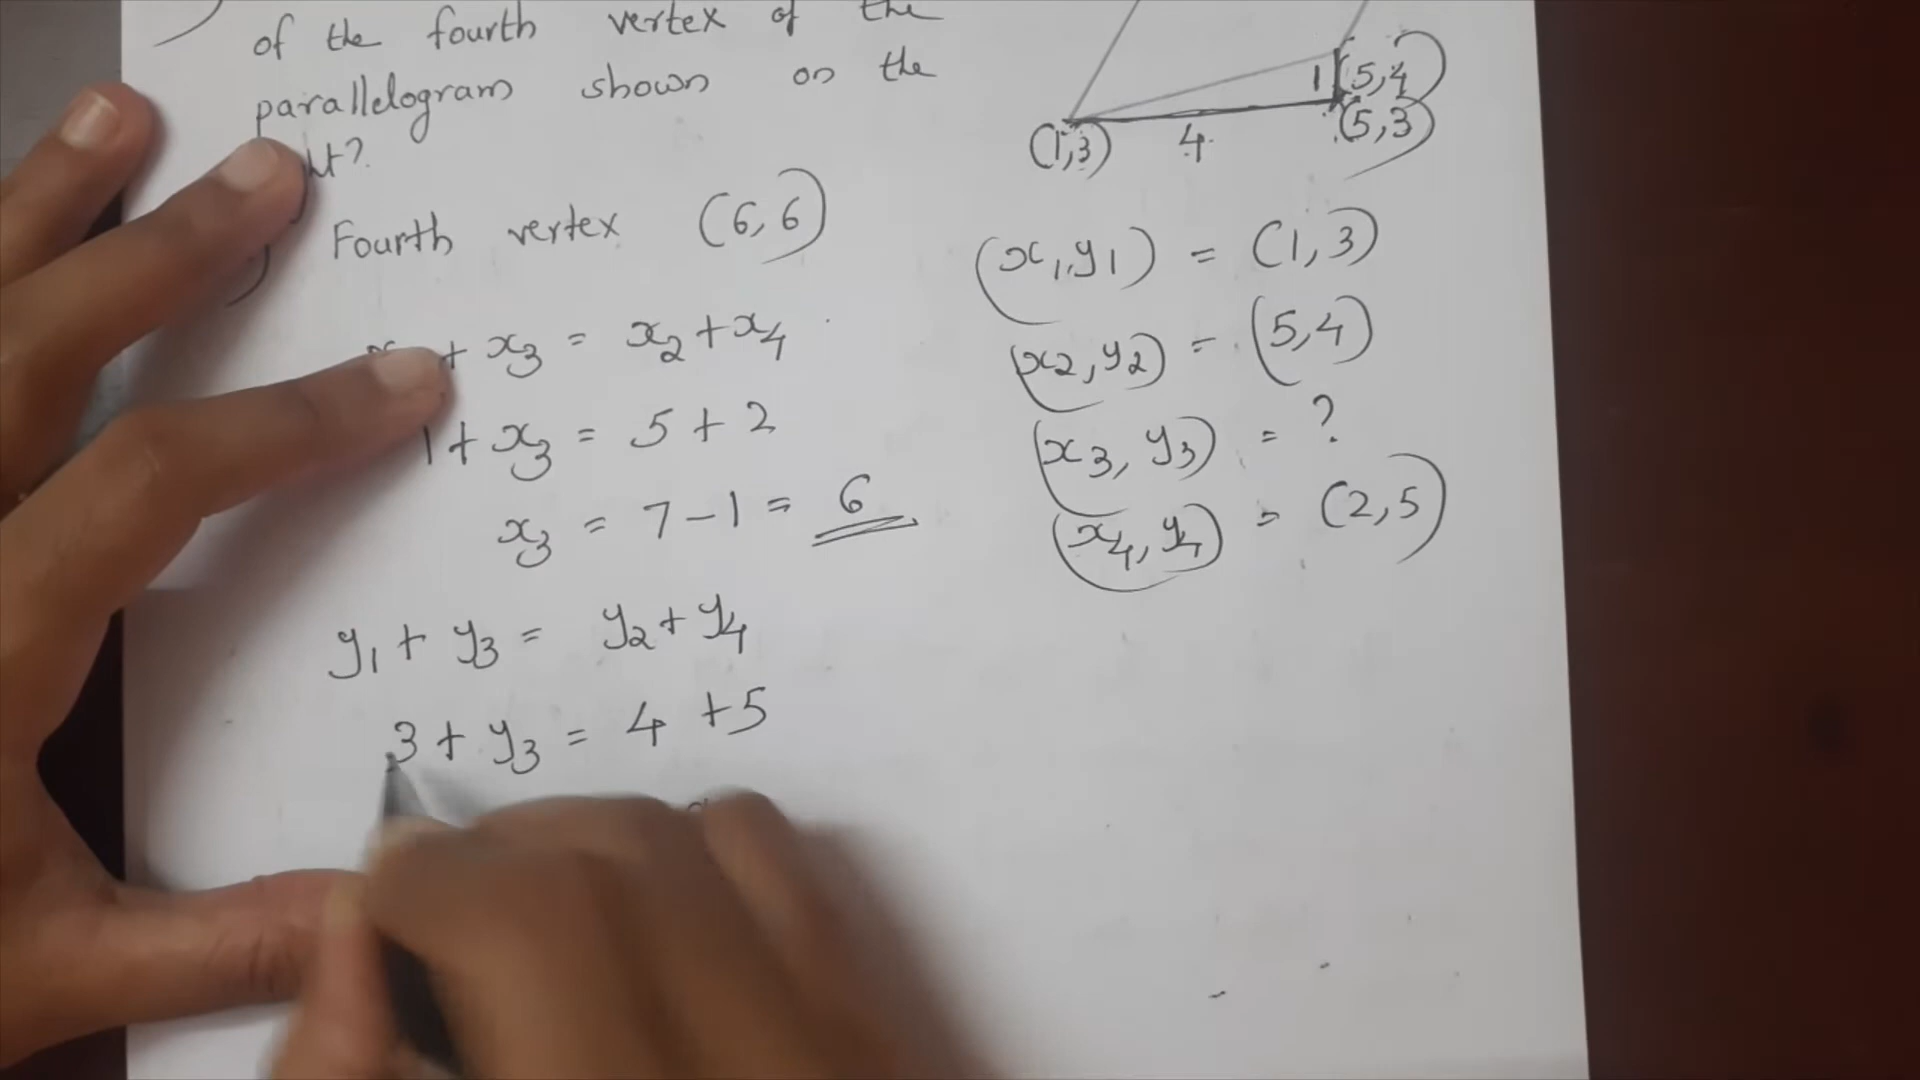 of the fourth vertex of the
parallelogram shown on the
ht?
Fourth vertex (6,6)
+ x3 = x2 + x4
1 + x3 = 5 + 2
x3 = 7 - 1 = 6
y1 + y3 = y2 + y4
3 + y3 = 4 + 5
1 (5,4)
(5,3)
(1,3) 4
(x1,y1) = (1,3)
(x2,y2) = (5,4)
(x3,y3) = ?
(x4,y4) = (2,5)